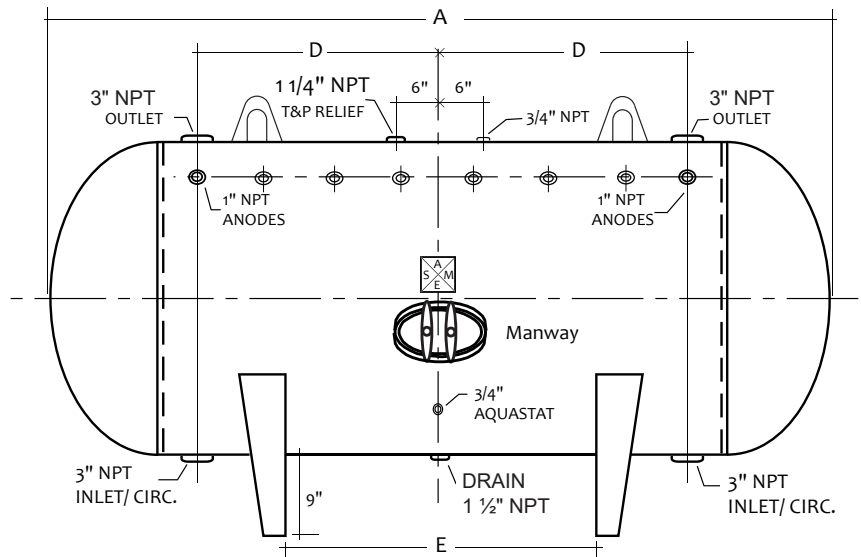 A
D
D
6"
6"
3" NPT
OUTLET
1 1/4" NPT
T&P RELIEF
3/4" NPT
3" NPT
OUTLET
1" NPT
ANODES
1" NPT
ANODES
A
S M
E
Manway
3/4"
AQUASTAT
3" NPT
INLET/ CIRC.
9"
DRAIN
1 ½" NPT
3" NPT
INLET/ CIRC.
E